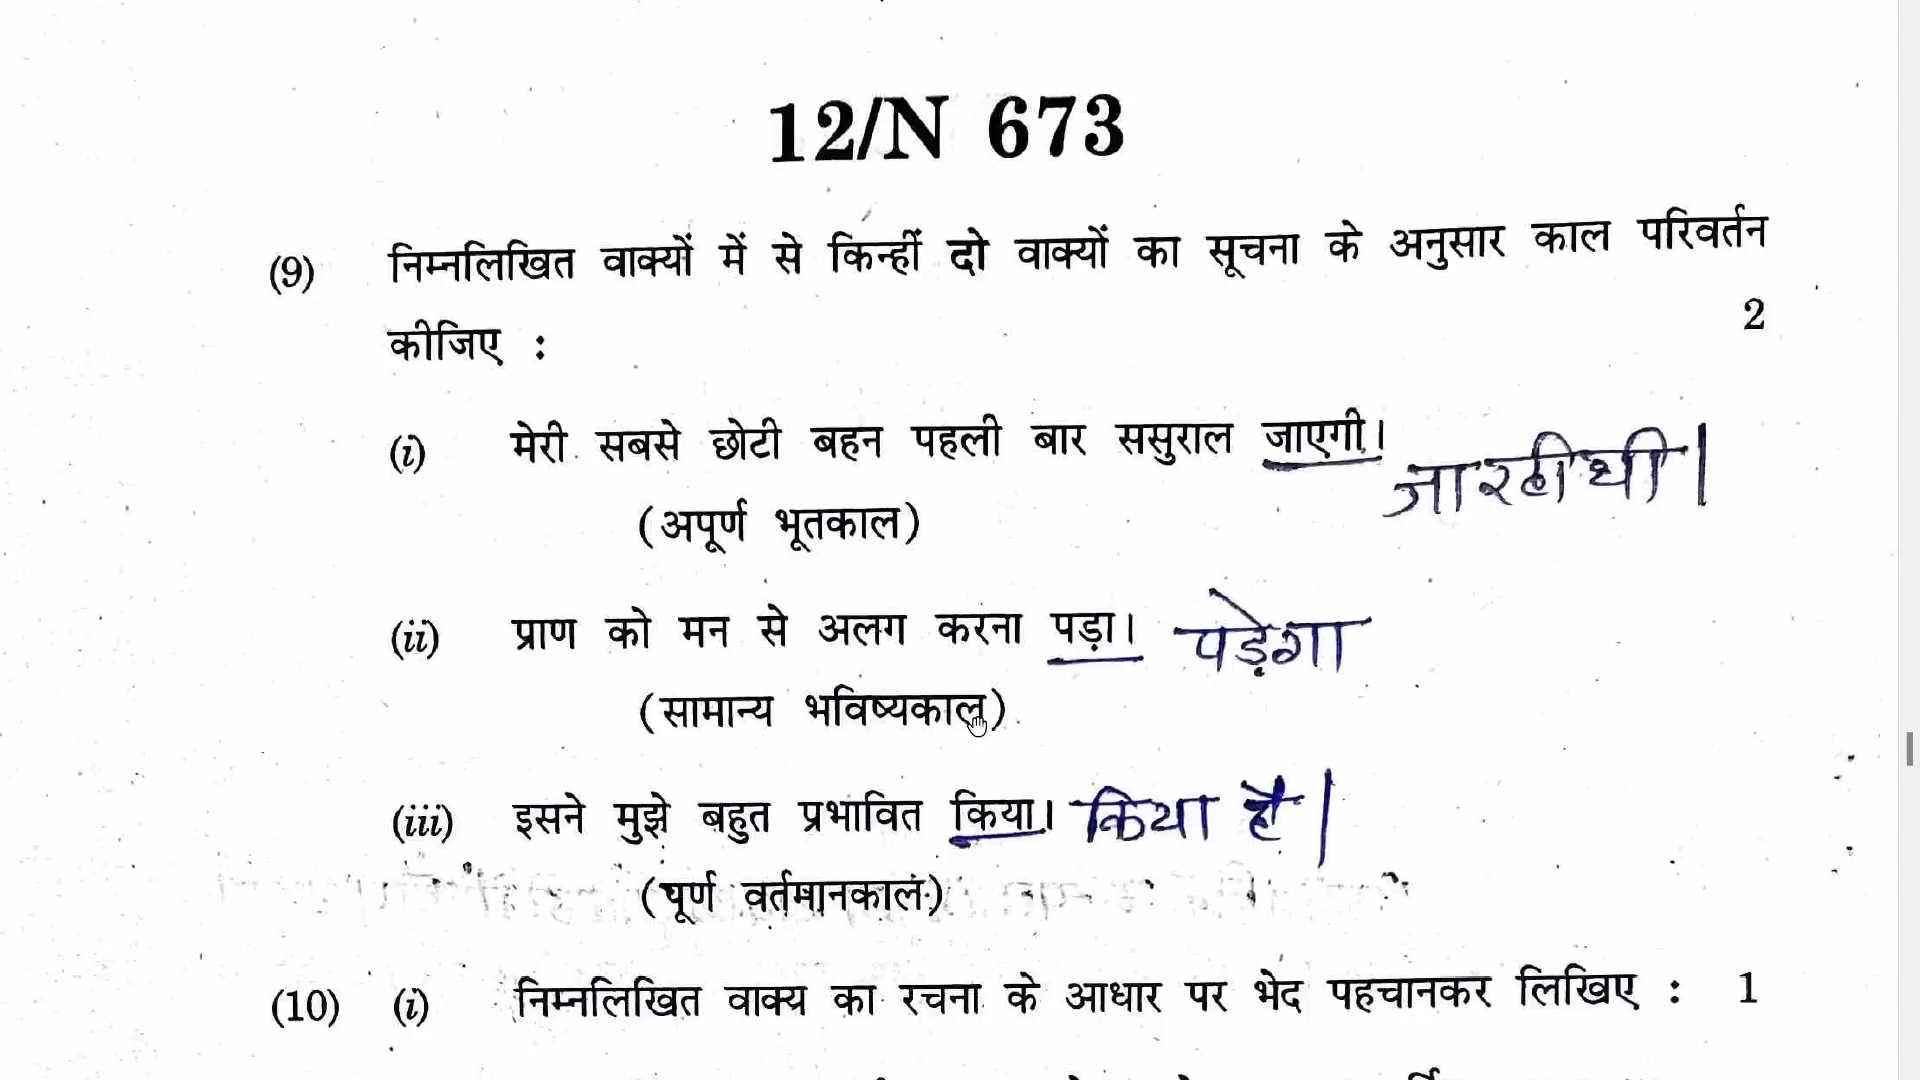 12/N 673
(9) निम्नलिखित वाक्यों में से किन्हीं दो वाक्यों का सूचना के अनुसार काल परिवर्तन
कीजिए : 2
(i) मेरी सबसे छोटी बहन पहली बार ससुराल जाएगी। जा रही थी।
(अपूर्ण भूतकाल)
(ii) प्राण को मन से अलग करना पड़ा। पड़ेगा
(सामान्य भविष्यकाल)
(iii) इसने मुझे बहुत प्रभावित किया। किया है।
(पूर्ण वर्तमानकाल)
(10) (i) निम्नलिखित वाक्य का रचना के आधार पर भेद पहचानकर लिखिए : 1